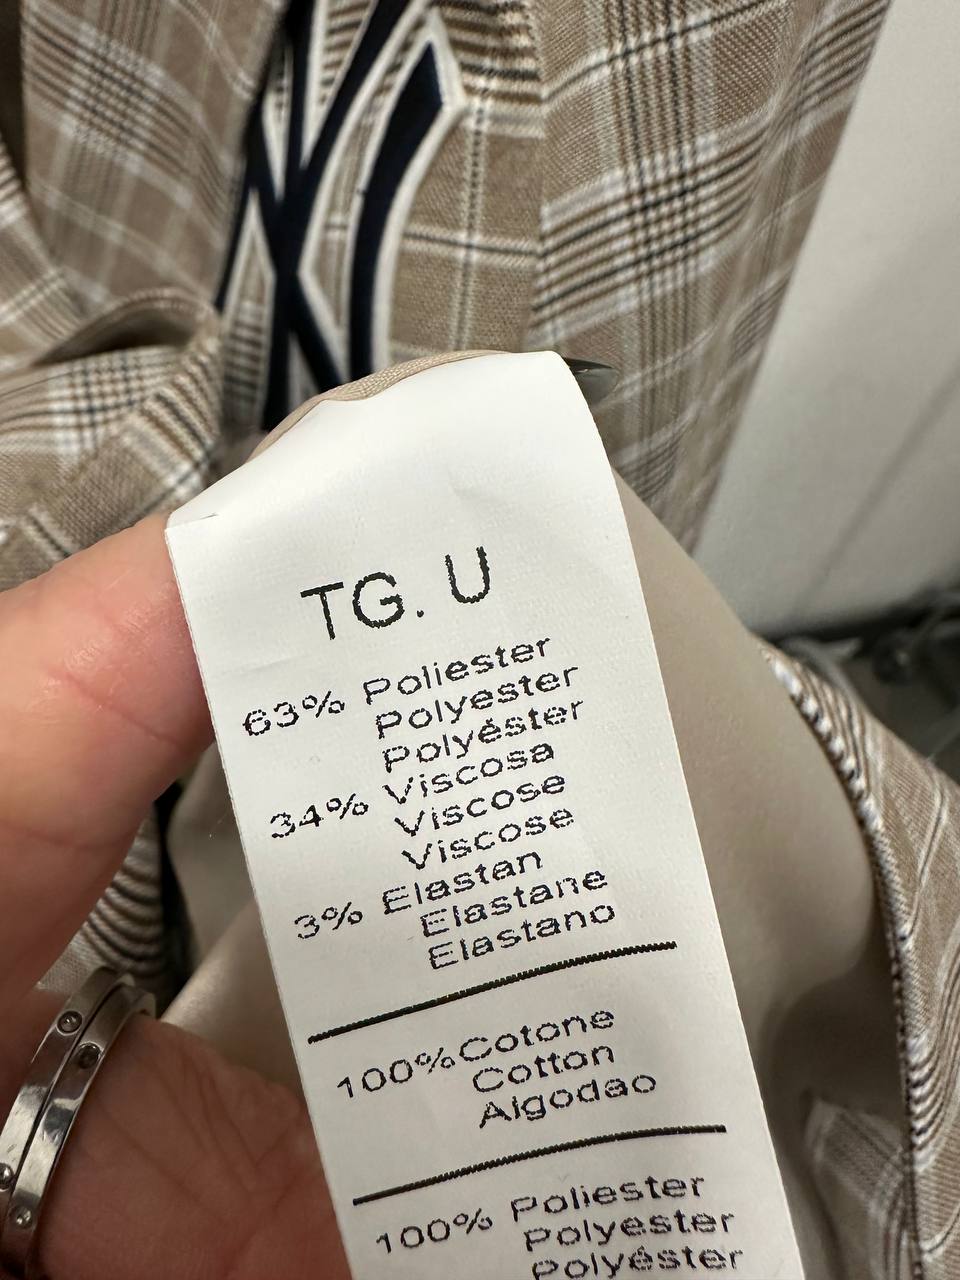 TG. U
63% Poliester
Polyester
Polyéster
34% Viscosa
Viscose
Viscose
3% Elastan
Elastane
Elastano
100% Cotone
Cotton
Algodao
100% Poliester
Polyester
Polyéster